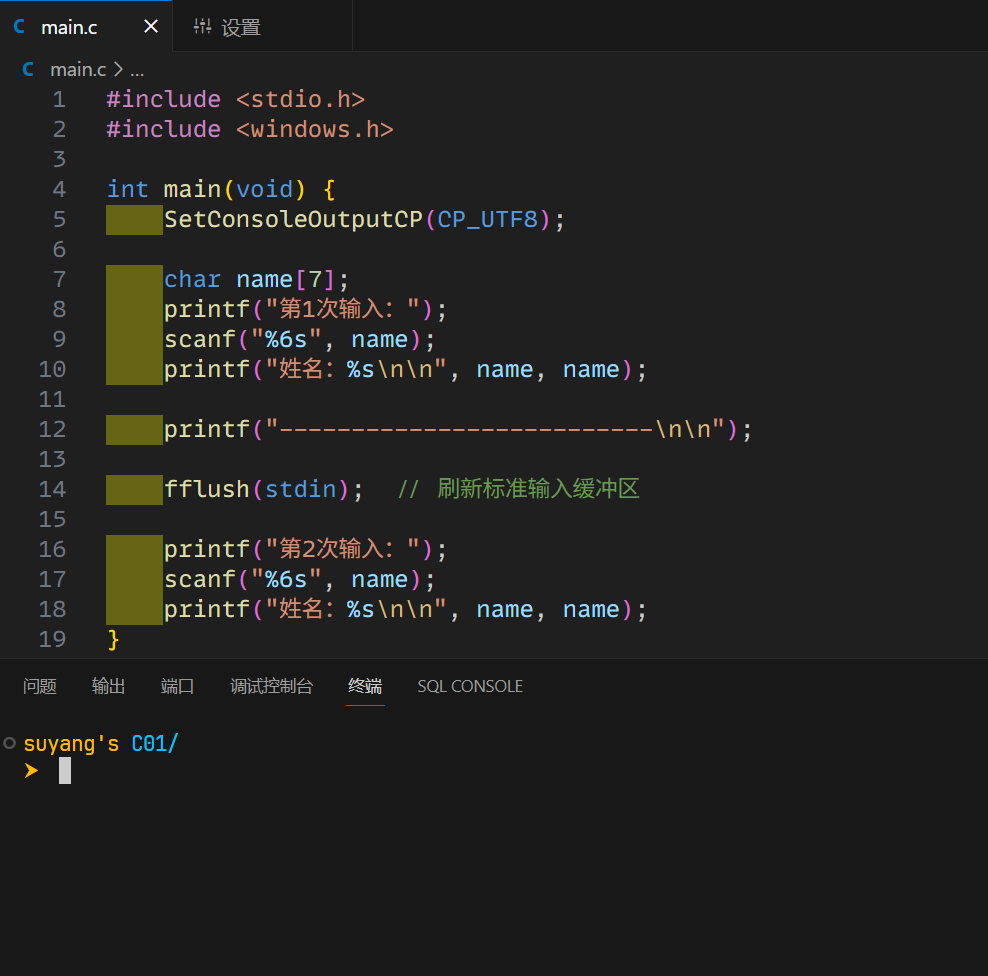 main.c
设置
main.c > ...
1 #include <stdio.h>
2 #include <windows.h>
3
4 int main(void) {
5     SetConsoleOutputCP(CP_UTF8);
6
7     char name[7];
8     printf("第1次输入：");
9     scanf("%6s", name);
10     printf("姓名：%s\n\n", name, name);
11
12     printf("--------------------------\n\n");
13
14     fflush(stdin);  // 刷新标准输入缓冲区
15
16     printf("第2次输入：");
17     scanf("%6s", name);
18     printf("姓名：%s\n\n", name, name);
19 }
问题 输出 端口 调试控制台 终端 SQL CONSOLE
suyang's C01/
➤